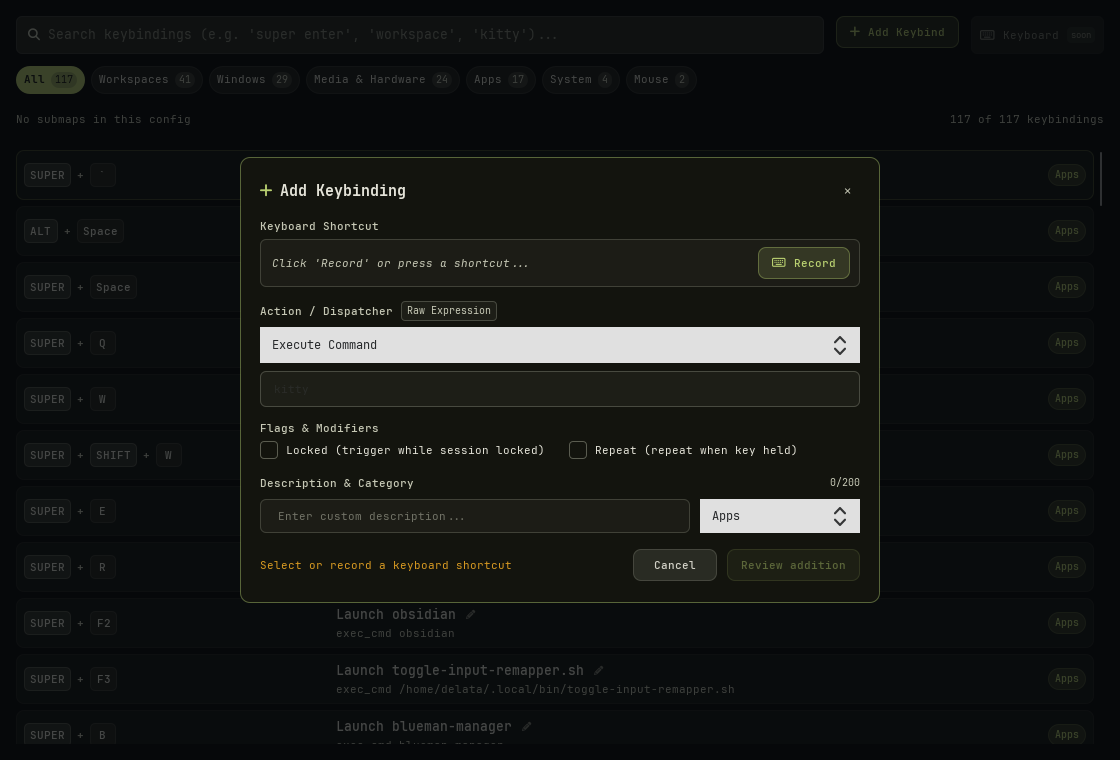 Search keybindings (e.g. 'super enter', 'workspace', 'kitty)...
+ Add Keybind
Keyboard soon
All 117 Workspaces 41 Windows 29 Media & Hardware 24 Apps 17 System 4 Mouse 2
No submaps in this config
117 of 117 keybindings
SUPER + ` Apps
ALT + Space Apps
SUPER + Space Apps
SUPER + Q Apps
SUPER + W Apps
SUPER + SHIFT + W Apps
SUPER + E Apps
SUPER + R Apps
+ Add Keybinding ×
Keyboard Shortcut
Click 'Record' or press a shortcut... Record
Action / Dispatcher Raw Expression
Execute Command
kitty
Flags & Modifiers
Locked (trigger while session locked) Repeat (repeat when key held)
Description & Category 0/200
Enter custom description... Apps
Select or record a keyboard shortcut Cancel Review addition
SUPER + F2 Launch obsidian Apps
exec_cmd obsidian
SUPER + F3 Launch toggle-input-remapper.sh Apps
exec_cmd /home/delata/.local/bin/toggle-input-remapper.sh
SUPER + B Launch blueman-manager Apps
exec_cmd blueman-manager